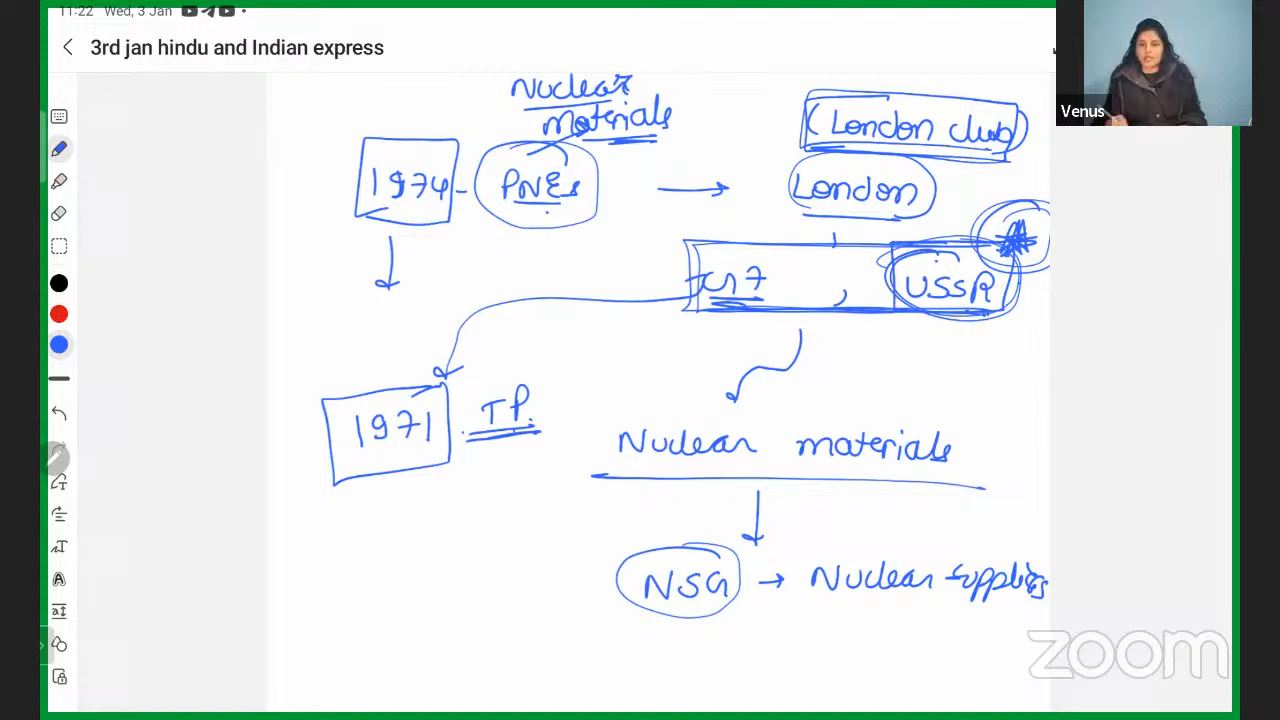 11:22 Wed, 3 Jan
3rd jan hindu and Indian express
Venus
Nuclear
materials
(London club)
1974 - PNEs → London
G7 , USSR
1971 . TP.
Nuclear materials
NSG → Nuclear suppliers
zoom